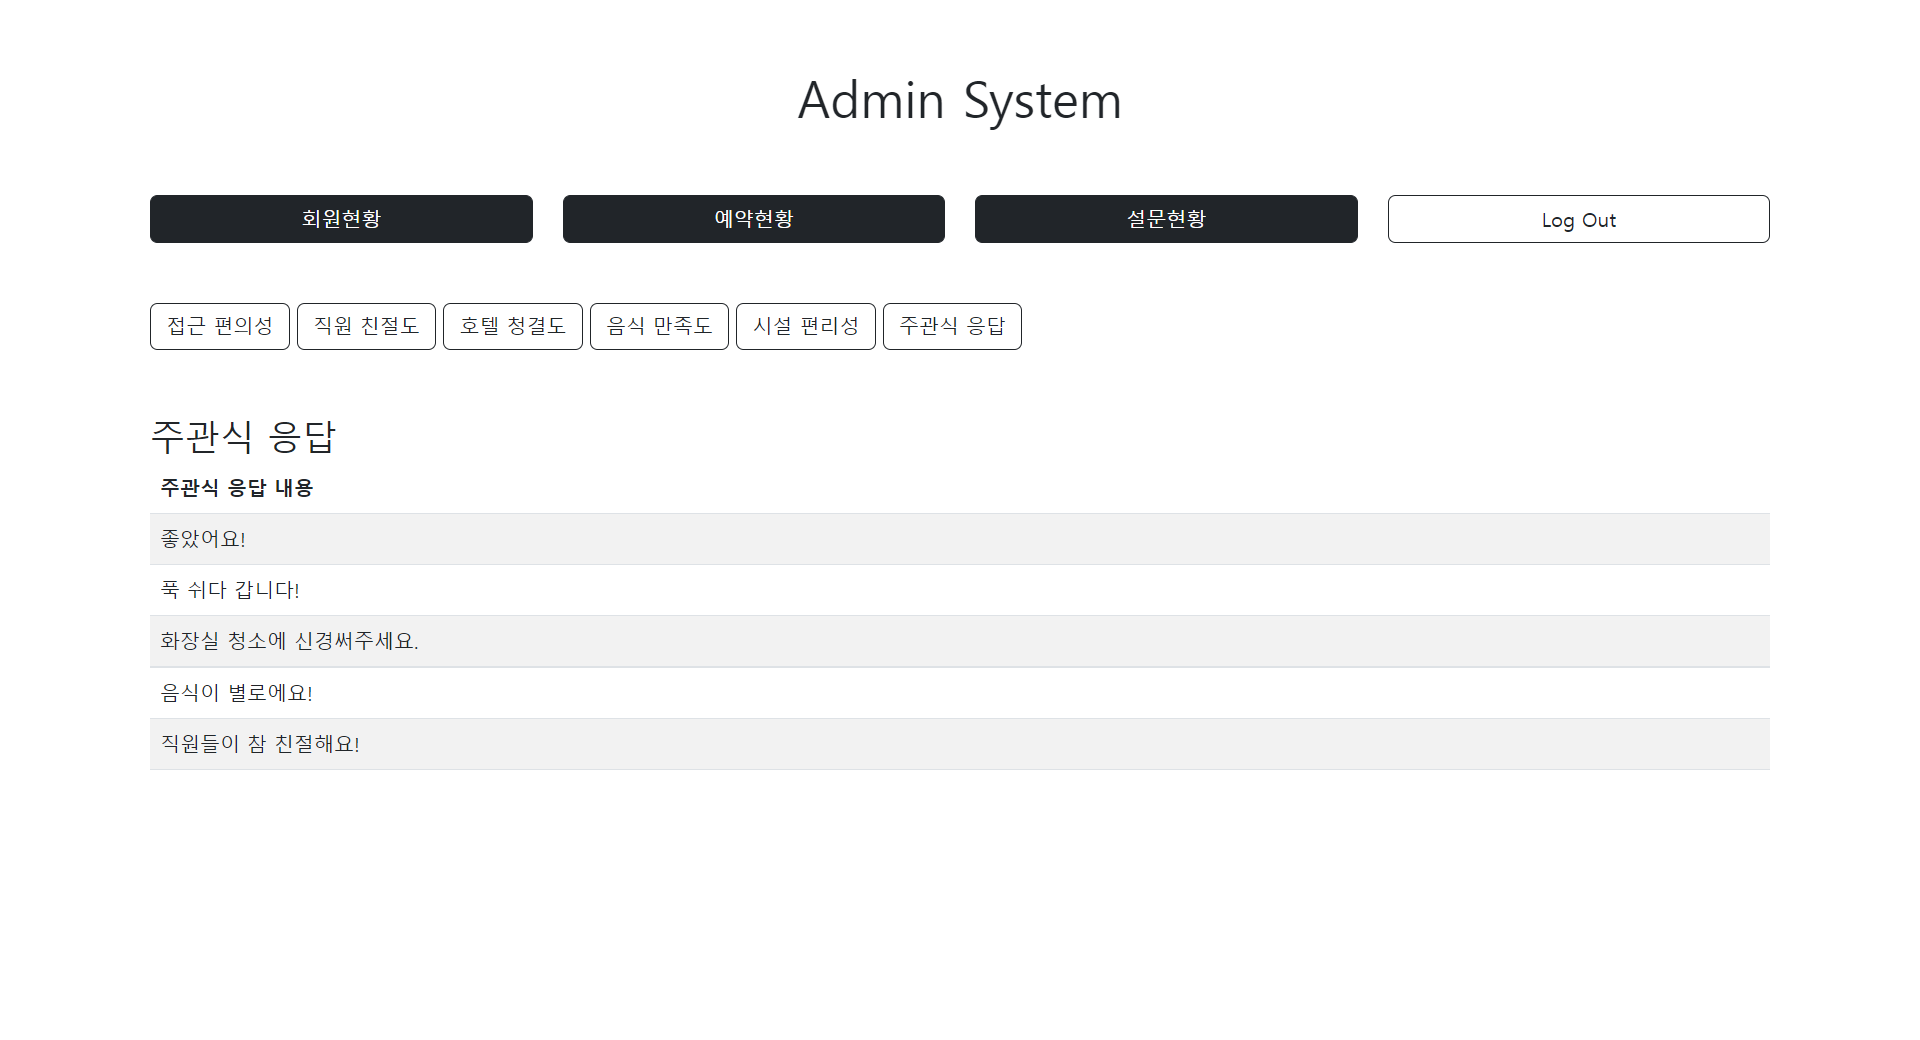 Admin System
회원현황 예약현황 설문현황 Log Out
접근 편의성 직원 친절도 호텔 청결도 음식 만족도 시설 편리성 주관식 응답
주관식 응답
주관식 응답 내용
좋았어요!
푹 쉬다 갑니다!
화장실 청소에 신경써주세요.
음식이 별로에요!
직원들이 참 친절해요!